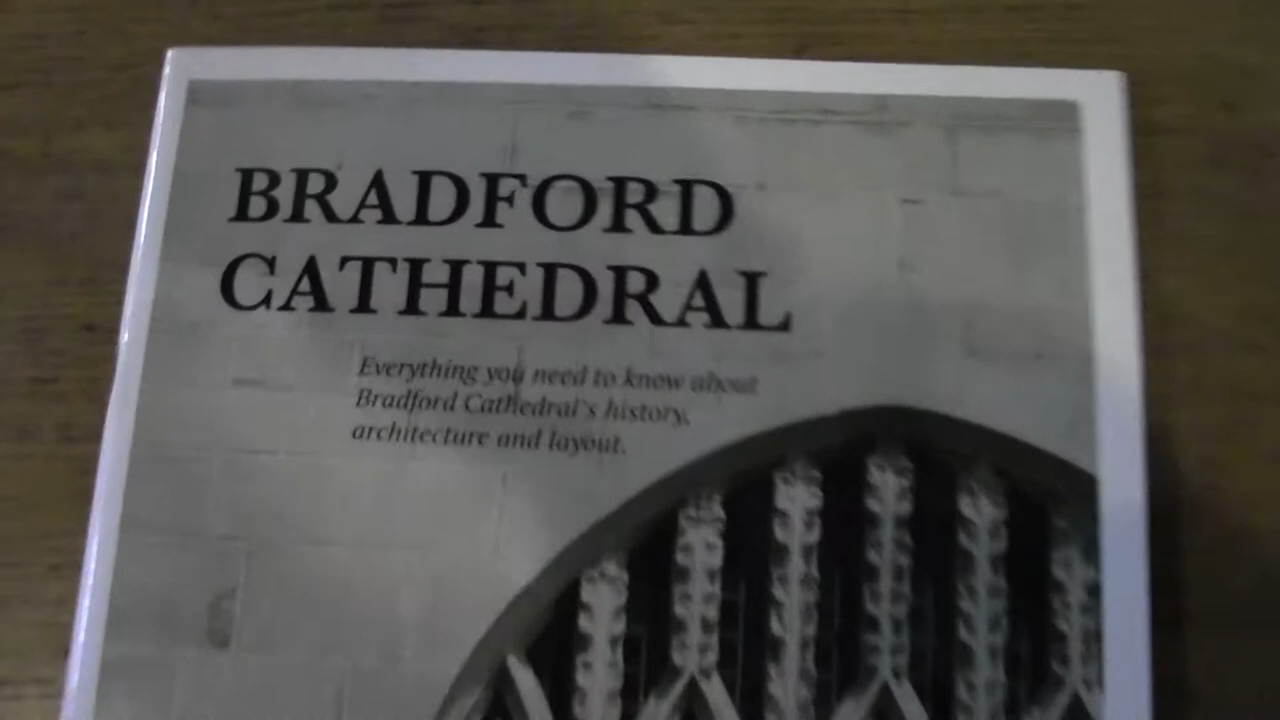 BRADFORD
CATHEDRAL
Everything you need to know about
Bradford Cathedral's history,
architecture and layout.